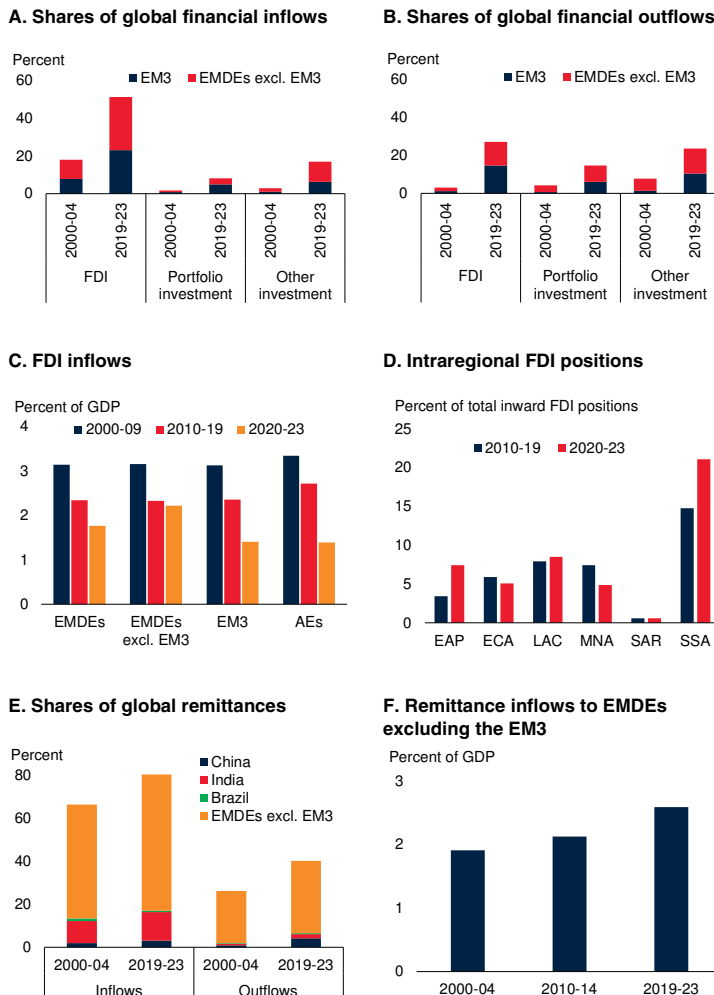 A. Shares of global financial inflows
Percent
60
40
20
0
EM3 EMDEs excl. EM3
2000-04
2019-23
2000-04
2019-23
2000-04
2019-23
FDI
Portfolio
investment
Other
investment
B. Shares of global financial outflows
Percent
60
40
20
0
EM3 EMDEs excl. EM3
2000-04
2019-23
2000-04
2019-23
2000-04
2019-23
FDI
Portfolio
investment
Other
investment
C. FDI inflows
Percent of GDP
4
3
2
1
0
2000-09 2010-19 2020-23
EMDEs
EMDEs
excl. EM3
EM3
AEs
D. Intraregional FDI positions
Percent of total inward FDI positions
25
20
15
10
5
0
2010-19 2020-23
EAP ECA LAC MNA SAR SSA
E. Shares of global remittances
Percent
80
60
40
20
0
China
India
Brazil
EMDEs excl. EM3
2000-04 2019-23 2000-04 2019-23
Inflows Outflows
F. Remittance inflows to EMDEs
excluding the EM3
Percent of GDP
3
2
1
0
2000-04 2010-14 2019-23